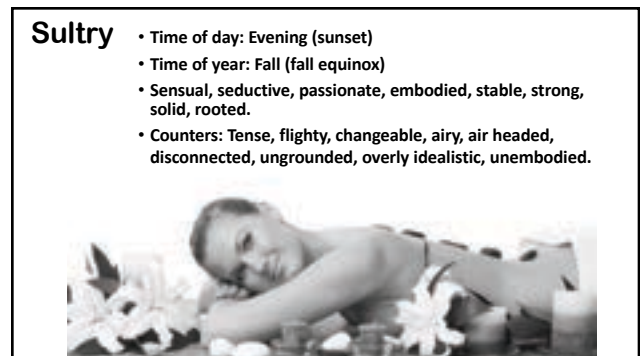 Sultry
• Time of day: Evening (sunset)
• Time of year: Fall (fall equinox)
• Sensual, seductive, passionate, embodied, stable, strong,
solid, rooted.
• Counters: Tense, flighty, changeable, airy, air headed,
disconnected, ungrounded, overly idealistic, unembodied.